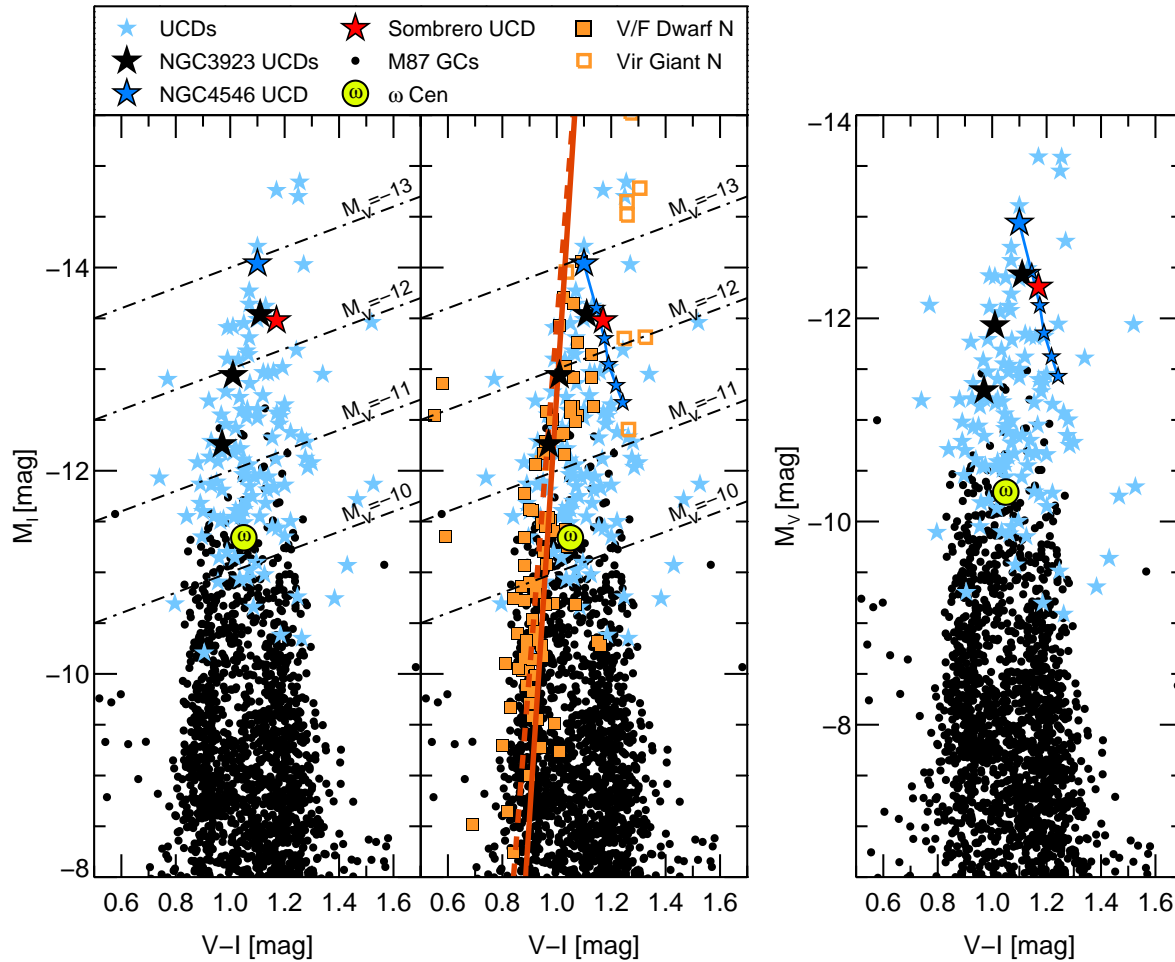 UCDs
NGC3923 UCDs
NGC4546 UCD
Sombrero UCD
M87 GCs
ω
ω Cen
V/F Dwarf N
Vir Giant N
M_I [mag]
−14
−12
−10
−8
M_V=−13
M_V=−12
M_V=−11
M_V=−10
ω
0.6 0.8 1.0 1.2 1.4 1.6
V−I [mag]
M_V=−13
M_V=−12
M_V=−11
M_V=−10
ω
0.6 0.8 1.0 1.2 1.4 1.6
V−I [mag]
M_V [mag]
−14
−12
−10
−8
ω
0.6 0.8 1.0 1.2 1.4 1.6
V−I [mag]